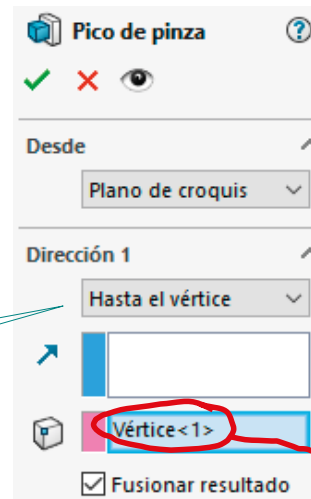 Pico de pinza
Desde
Plano de croquis
Dirección 1
Hasta el vértice
Vértice<1>
Fusionar resultado